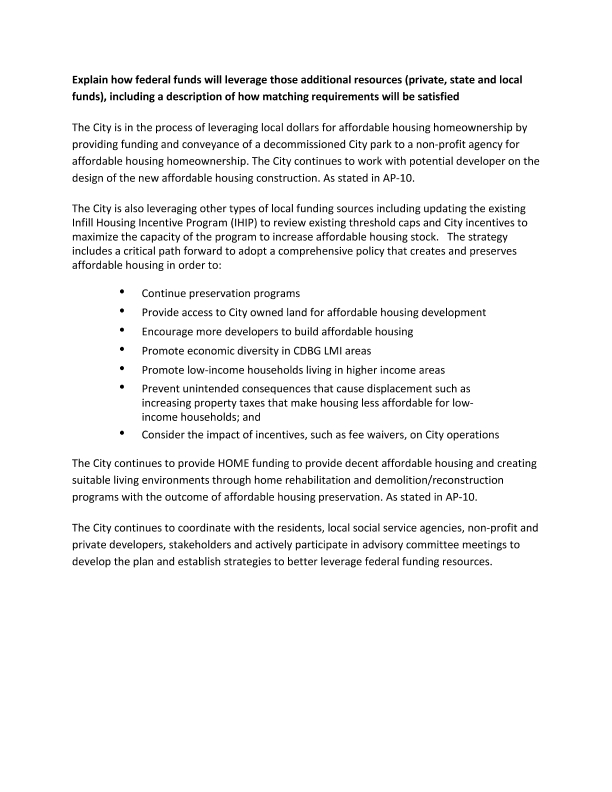 Explain how federal funds will leverage those additional resources (private, state and local
funds), including a description of how matching requirements will be satisfied
The City is in the process of leveraging local dollars for affordable housing homeownership by
providing funding and conveyance of a decommissioned City park to a non-profit agency for
affordable housing homeownership. The City continues to work with potential developer on the
design of the new affordable housing construction. As stated in AP-10.
The City is also leveraging other types of local funding sources including updating the existing
Infill Housing Incentive Program (IHIP) to review existing threshold caps and City incentives to
maximize the capacity of the program to increase affordable housing stock.   The strategy
includes a critical path forward to adopt a comprehensive policy that creates and preserves
affordable housing in order to:
• Continue preservation programs
• Provide access to City owned land for affordable housing development
• Encourage more developers to build affordable housing
• Promote economic diversity in CDBG LMI areas
• Promote low-income households living in higher income areas
• Prevent unintended consequences that cause displacement such as
increasing property taxes that make housing less affordable for low-
income households; and
• Consider the impact of incentives, such as fee waivers, on City operations
The City continues to provide HOME funding to provide decent affordable housing and creating
suitable living environments through home rehabilitation and demolition/reconstruction
programs with the outcome of affordable housing preservation. As stated in AP-10.
The City continues to coordinate with the residents, local social service agencies, non-profit and
private developers, stakeholders and actively participate in advisory committee meetings to
develop the plan and establish strategies to better leverage federal funding resources.